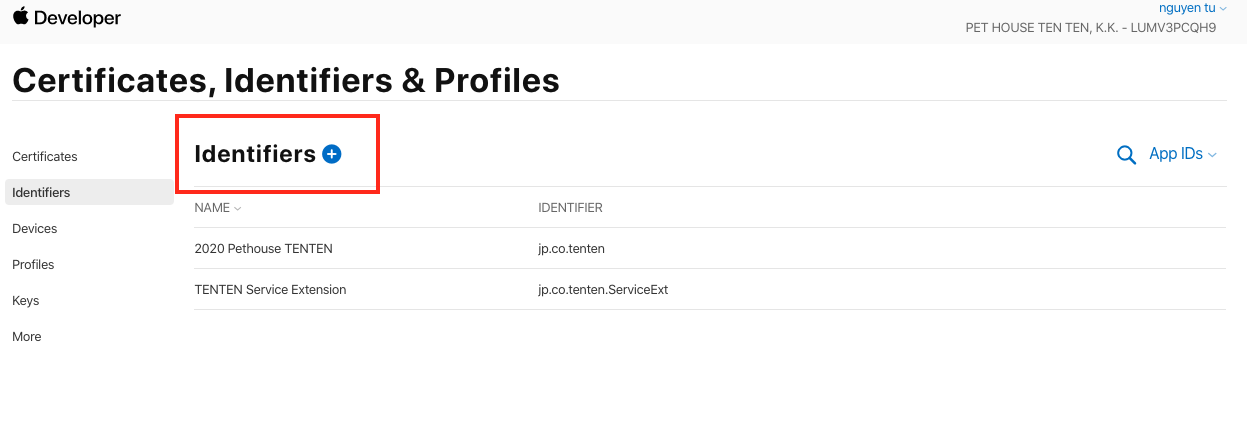 Developer
nguyen tu
PET HOUSE TEN TEN, K.K. - LUMV3PCQH9
Certificates, Identifiers & Profiles
Certificates
Identifiers
Devices
Profiles
Keys
More
Identifiers
App IDs
NAME IDENTIFIER
2020 Pethouse TENTEN jp.co.tenten
TENTEN Service Extension jp.co.tenten.ServiceExt